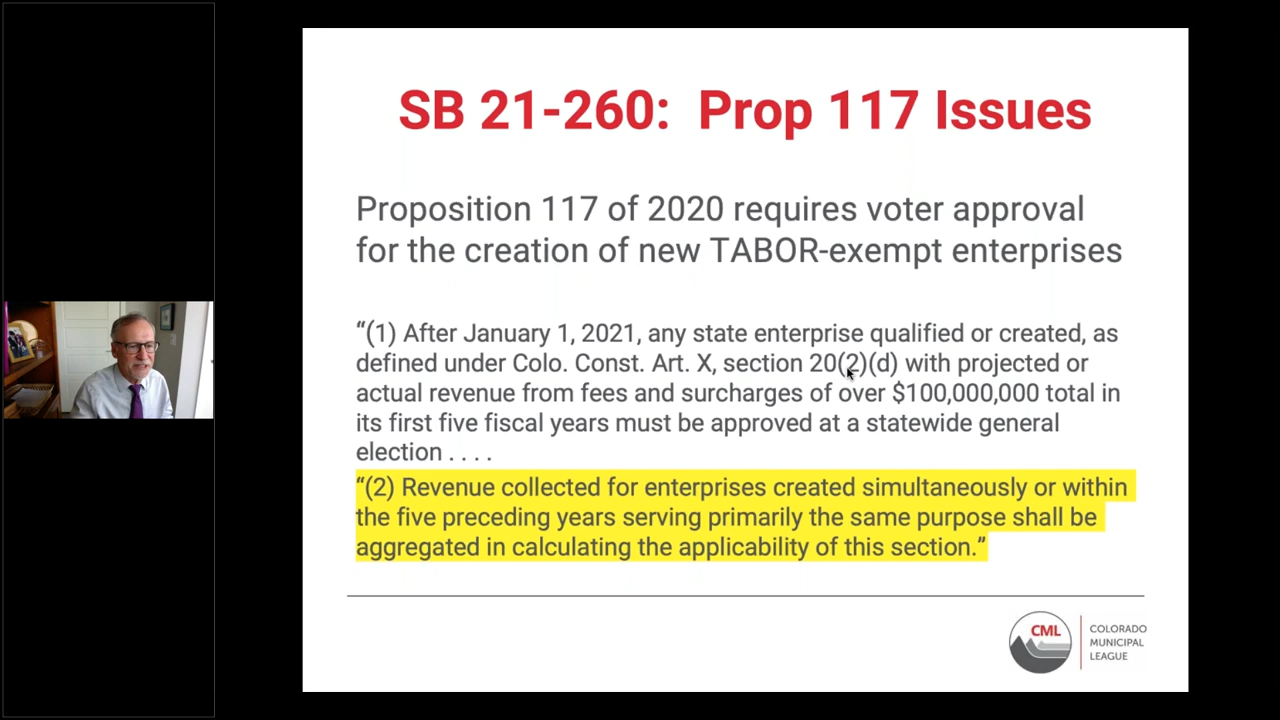 SB 21-260: Prop 117 Issues
Proposition 117 of 2020 requires voter approval
for the creation of new TABOR-exempt enterprises
“(1) After January 1, 2021, any state enterprise qualified or created, as
defined under Colo. Const. Art. X, section 20(2)(d) with projected or
actual revenue from fees and surcharges of over $100,000,000 total in
its first five fiscal years must be approved at a statewide general
election . . . .
“(2) Revenue collected for enterprises created simultaneously or within
the five preceding years serving primarily the same purpose shall be
aggregated in calculating the applicability of this section.”
CML
COLORADO
MUNICIPAL
LEAGUE